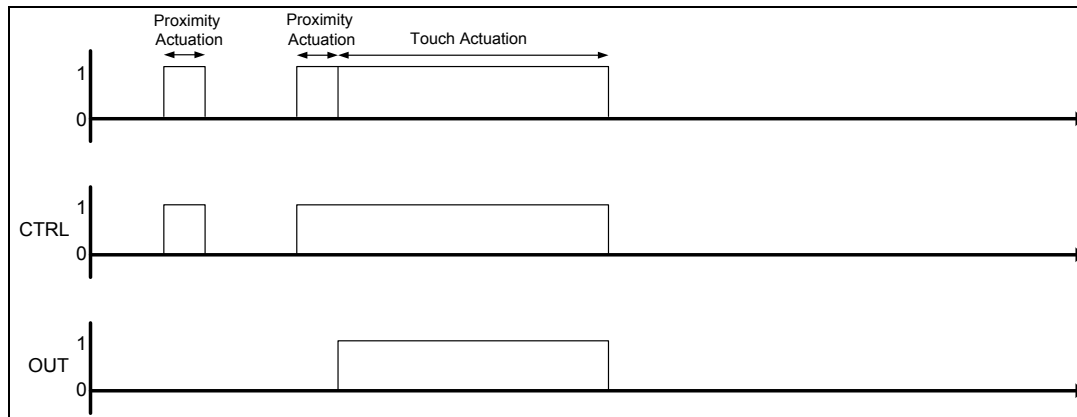 Proximity
Actuation
Proximity
Actuation
Touch Actuation
1
0
1
CTRL
0
1
OUT
0